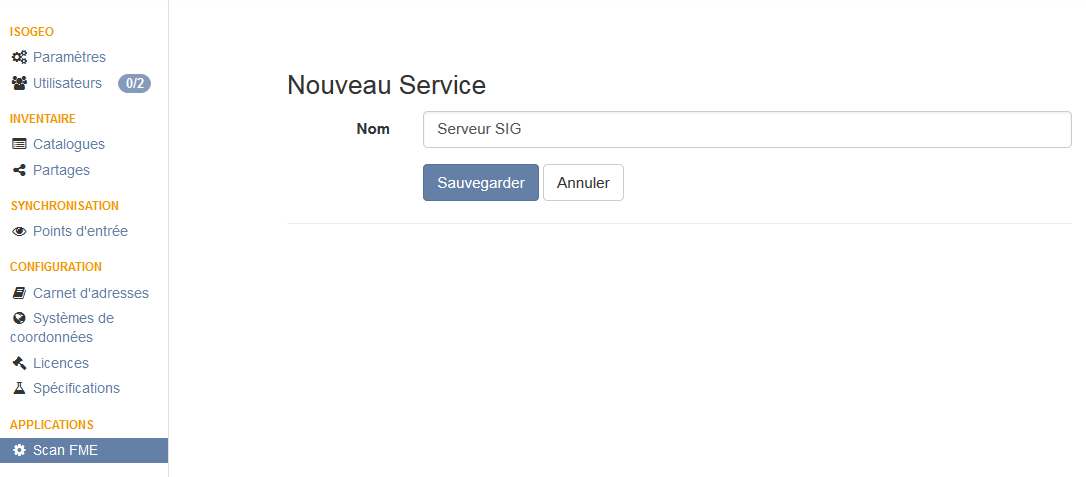 ISOGEO
Paramètres
Utilisateurs 0/2
INVENTAIRE
Catalogues
Partages
SYNCHRONISATION
Points d'entrée
CONFIGURATION
Carnet d'adresses
Systèmes de
coordonnées
Licences
Spécifications
APPLICATIONS
Scan FME
Nouveau Service
Nom Serveur SIG
Sauvegarder Annuler